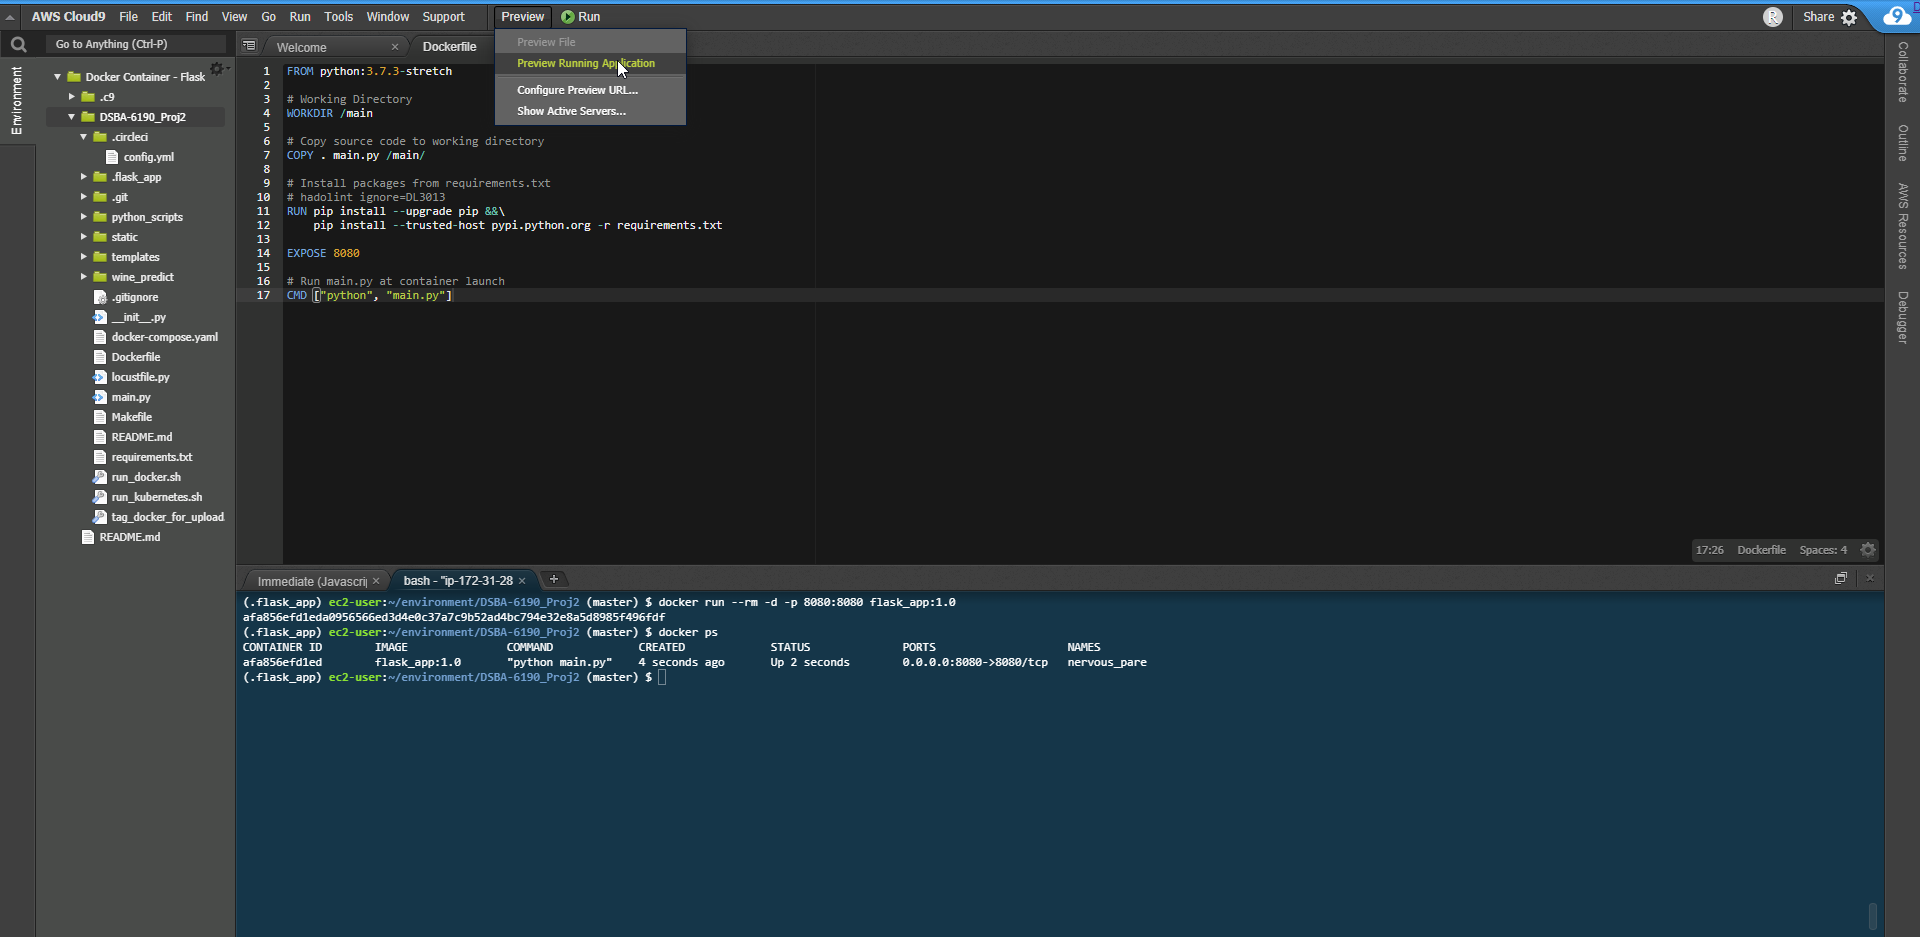 AWS Cloud9 File Edit Find View Go Run Tools Window Support Preview Run R Share 9
Go to Anything (Ctrl-P)
Welcome
Dockerfile
Preview File
Preview Running Application
Configure Preview URL...
Show Active Servers...
Environment
Docker Container - Flask
.c9
DSBA-6190_Proj2
.circleci
config.yml
.flask_app
.git
python_scripts
static
templates
wine_predict
.gitignore
__init__.py
docker-compose.yaml
Dockerfile
locustfile.py
main.py
Makefile
README.md
requirements.txt
run_docker.sh
run_kubernetes.sh
tag_docker_for_upload
README.md
1 FROM python:3.7.3-stretch
2
3 # Working Directory
4 WORKDIR /main
5
6 # Copy source code to working directory
7 COPY . main.py /main/
8
9 # Install packages from requirements.txt
10 # hadolint ignore=DL3013
11 RUN pip install --upgrade pip &&\
12 pip install --trusted-host pypi.python.org -r requirements.txt
13
14 EXPOSE 8080
15
16 # Run main.py at container launch
17 CMD ["python", "main.py"]
17:26 Dockerfile Spaces: 4
Collaborate
Outline
AWS Resources
Debugger
Immediate (Javascrip
bash - "ip-172-31-28
(.flask_app) ec2-user:~/environment/DSBA-6190_Proj2 (master) $ docker run --rm -d -p 8080:8080 flask_app:1.0
afa856efd1eda0956566ed3d4e0c37a7c9b52ad4bc794e32e8a5d8985f496fdf
(.flask_app) ec2-user:~/environment/DSBA-6190_Proj2 (master) $ docker ps
CONTAINER ID IMAGE COMMAND CREATED STATUS PORTS NAMES
afa856efd1ed flask_app:1.0 "python main.py" 4 seconds ago Up 2 seconds 0.0.0.0:8080->8080/tcp nervous_pare
(.flask_app) ec2-user:~/environment/DSBA-6190_Proj2 (master) $